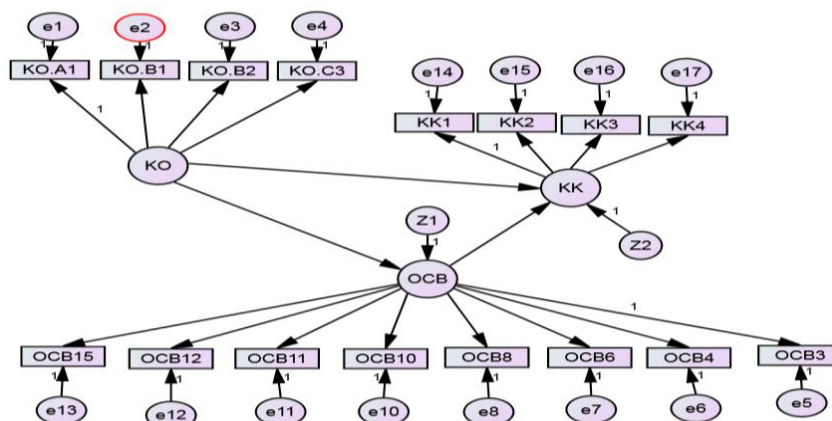 e1 e2 e3 e4
1 1 1 1
KO.A1 KO.B1 KO.B2 KO.C3
e14 e15 e16 e17
1 1 1 1
KK1 KK2 KK3 KK4
1 1
KO
KK
1
Z1 Z2
1
OCB
1
OCB15 OCB12 OCB11 OCB10 OCB8 OCB6 OCB4 OCB3
1 1 1 1 1 1 1 1
e13 e12 e11 e10 e8 e7 e6 e5